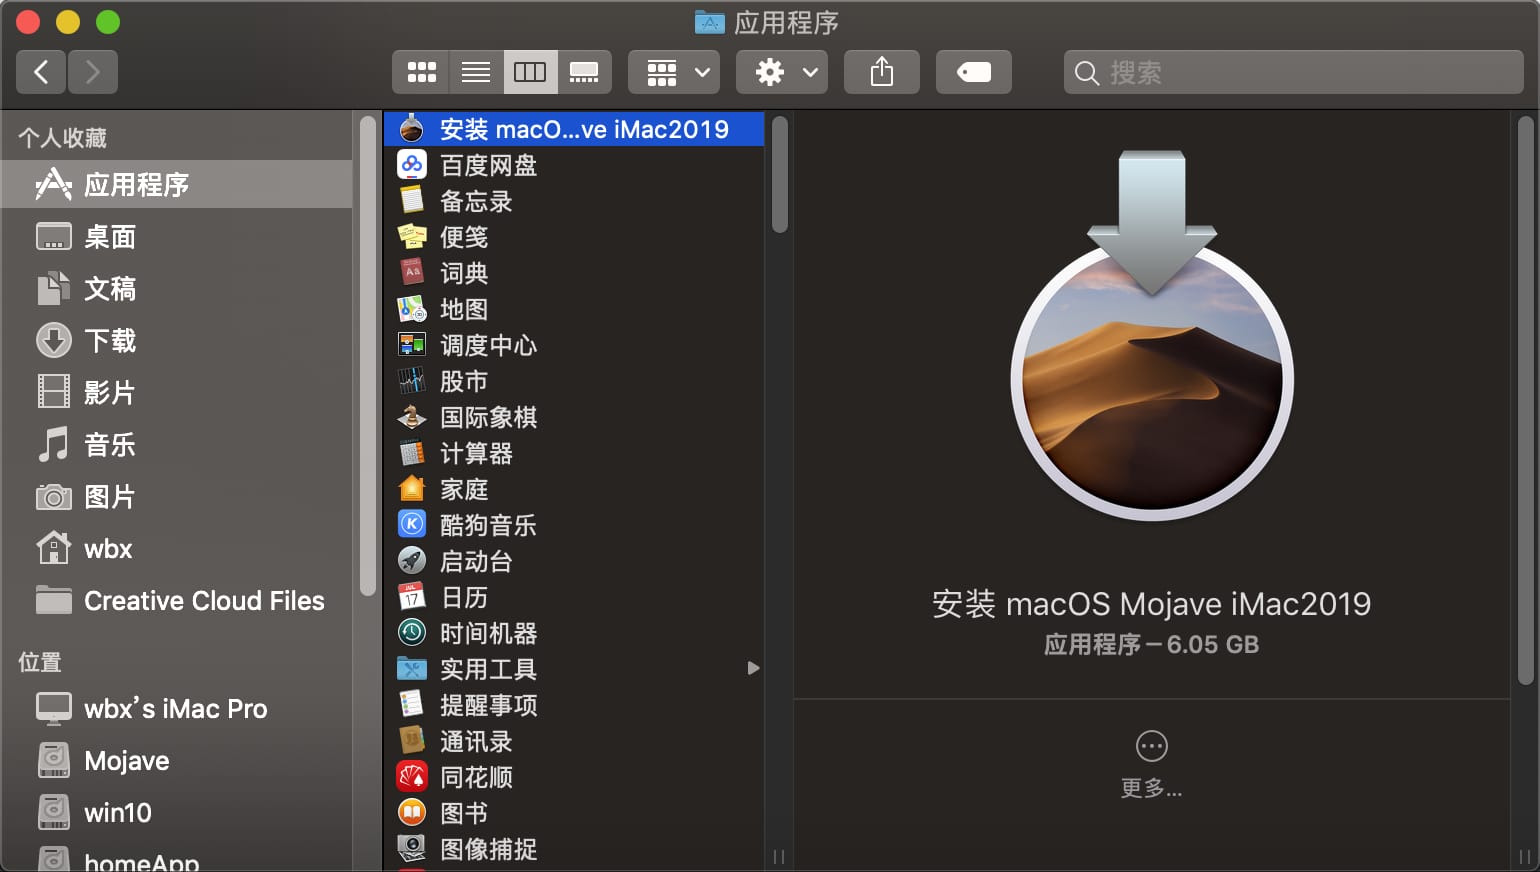 应用程序
搜索
个人收藏
应用程序
桌面
文稿
下载
影片
音乐
图片
wbx
Creative Cloud Files
位置
wbx's iMac Pro
Mojave
win10
homeApp
安装 macO...ve iMac2019
百度网盘
备忘录
便笺
词典
地图
调度中心
股市
国际象棋
计算器
家庭
酷狗音乐
启动台
日历
时间机器
实用工具
提醒事项
通讯录
同花顺
图书
图像捕捉
Aa
K
JUL
17
安装 macOS Mojave iMac2019
应用程序 – 6.05 GB
更多...